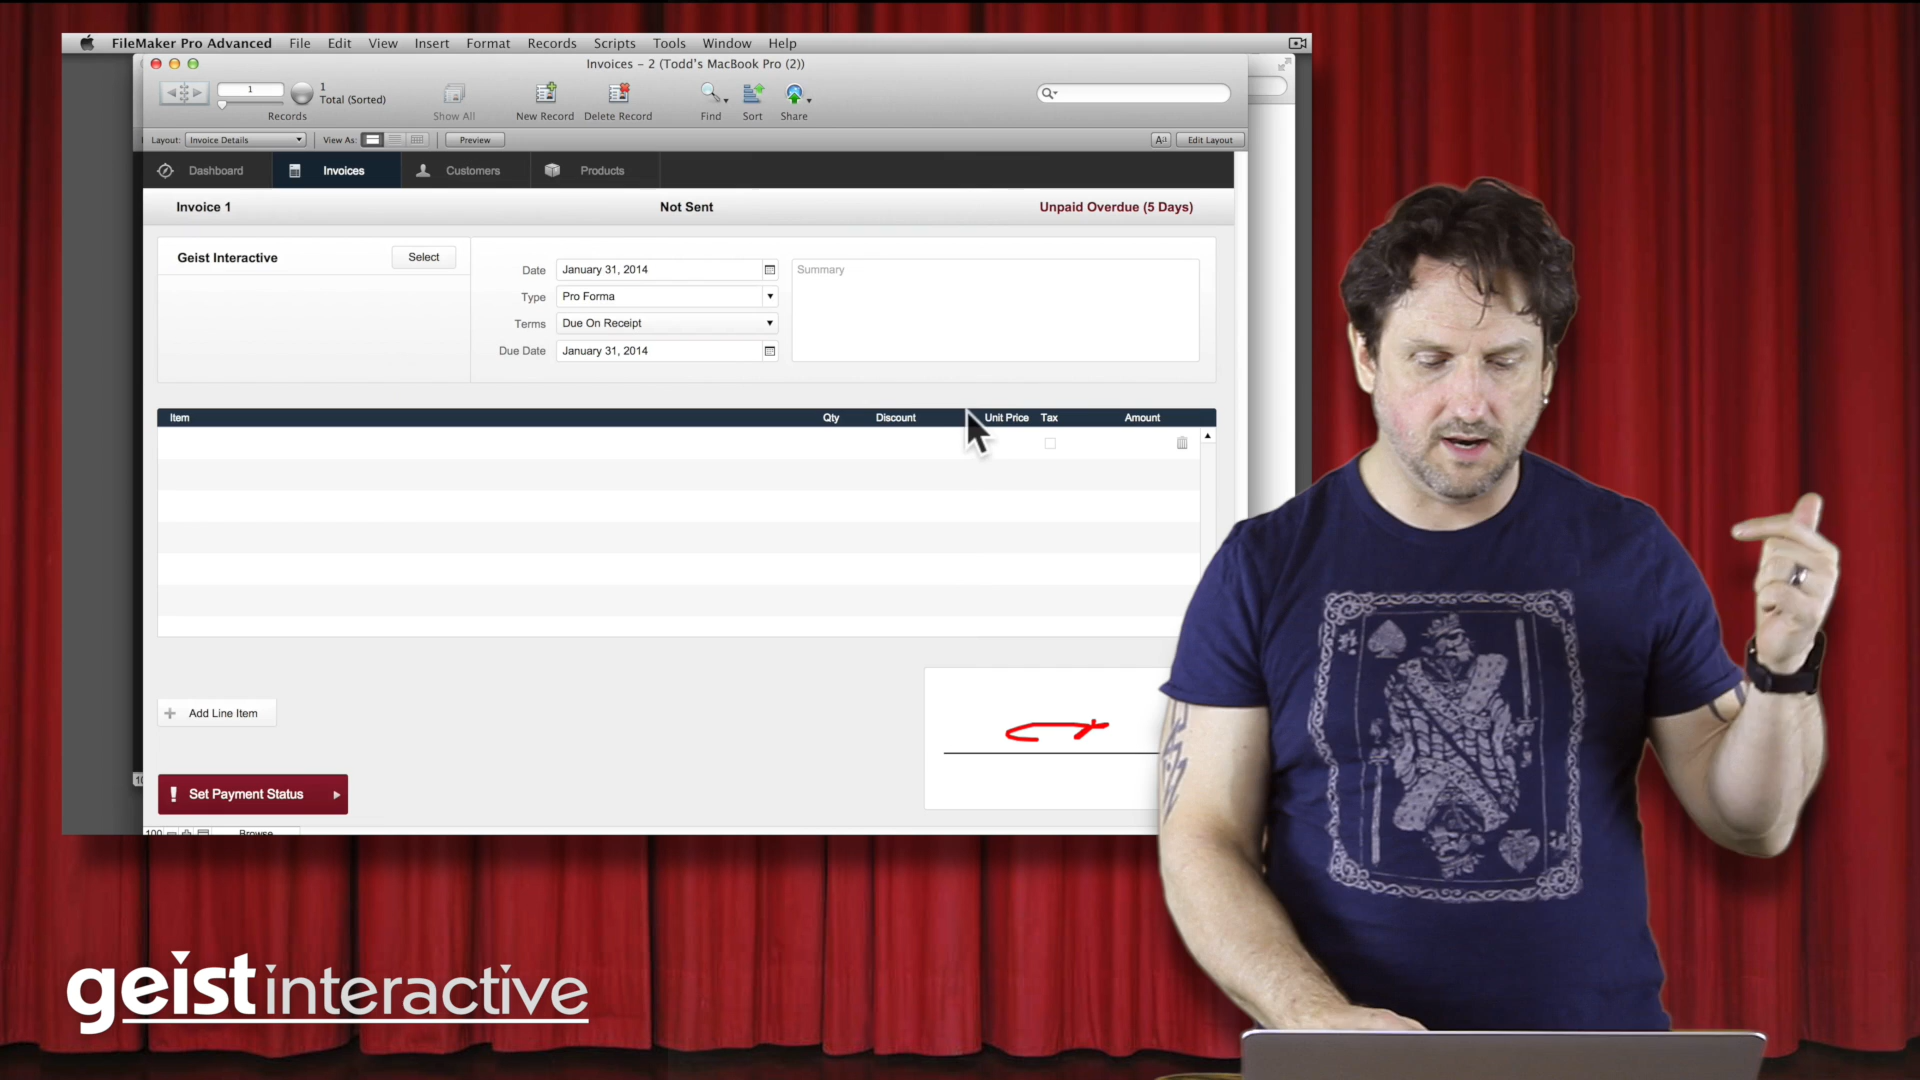 FileMaker Pro Advanced File Edit View Insert Format Records Scripts Tools Window Help
Invoices – 2 (Todd's MacBook Pro (2))
1
1
Total (Sorted)
Records
Show All
New Record
Delete Record
Find
Sort
Share
Layout: Invoice Details View As: Preview Edit Layout
Dashboard Invoices Customers Products
Invoice 1 Not Sent Unpaid Overdue (5 Days)
Geist Interactive Select
Date January 31, 2014
Type Pro Forma
Terms Due On Receipt
Due Date January 31, 2014
Summary
Item Qty Discount Unit Price Tax Amount
Add Line Item
! Set Payment Status
100 Browse
geistinteractive